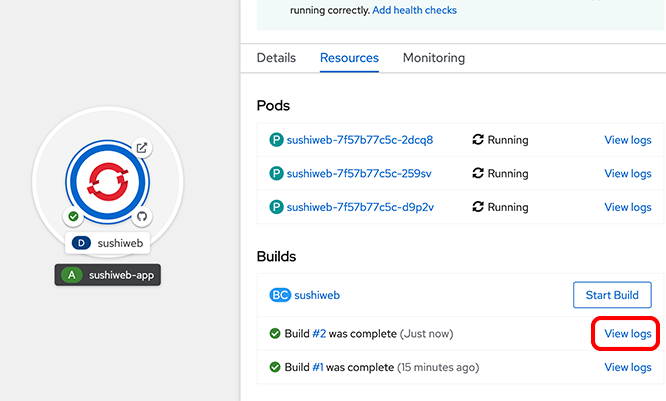 running correctly. Add health checks
Details Resources Monitoring
Pods
P sushiweb-7f57b77c5c-2dcq8 Running View logs
P sushiweb-7f57b77c5c-259sv Running View logs
P sushiweb-7f57b77c5c-d9p2v Running View logs
D sushiweb
A sushiweb-app
Builds
BC sushiweb Start Build
Build #2 was complete (Just now) View logs
Build #1 was complete (15 minutes ago) View logs